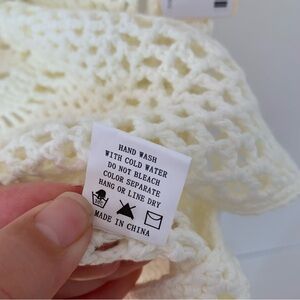 HAND WASH
WITH COLD WATER
DO NOT BLEACH
COLOR SEPARATE
HANG OR LINE DRY
MADE IN CHINA